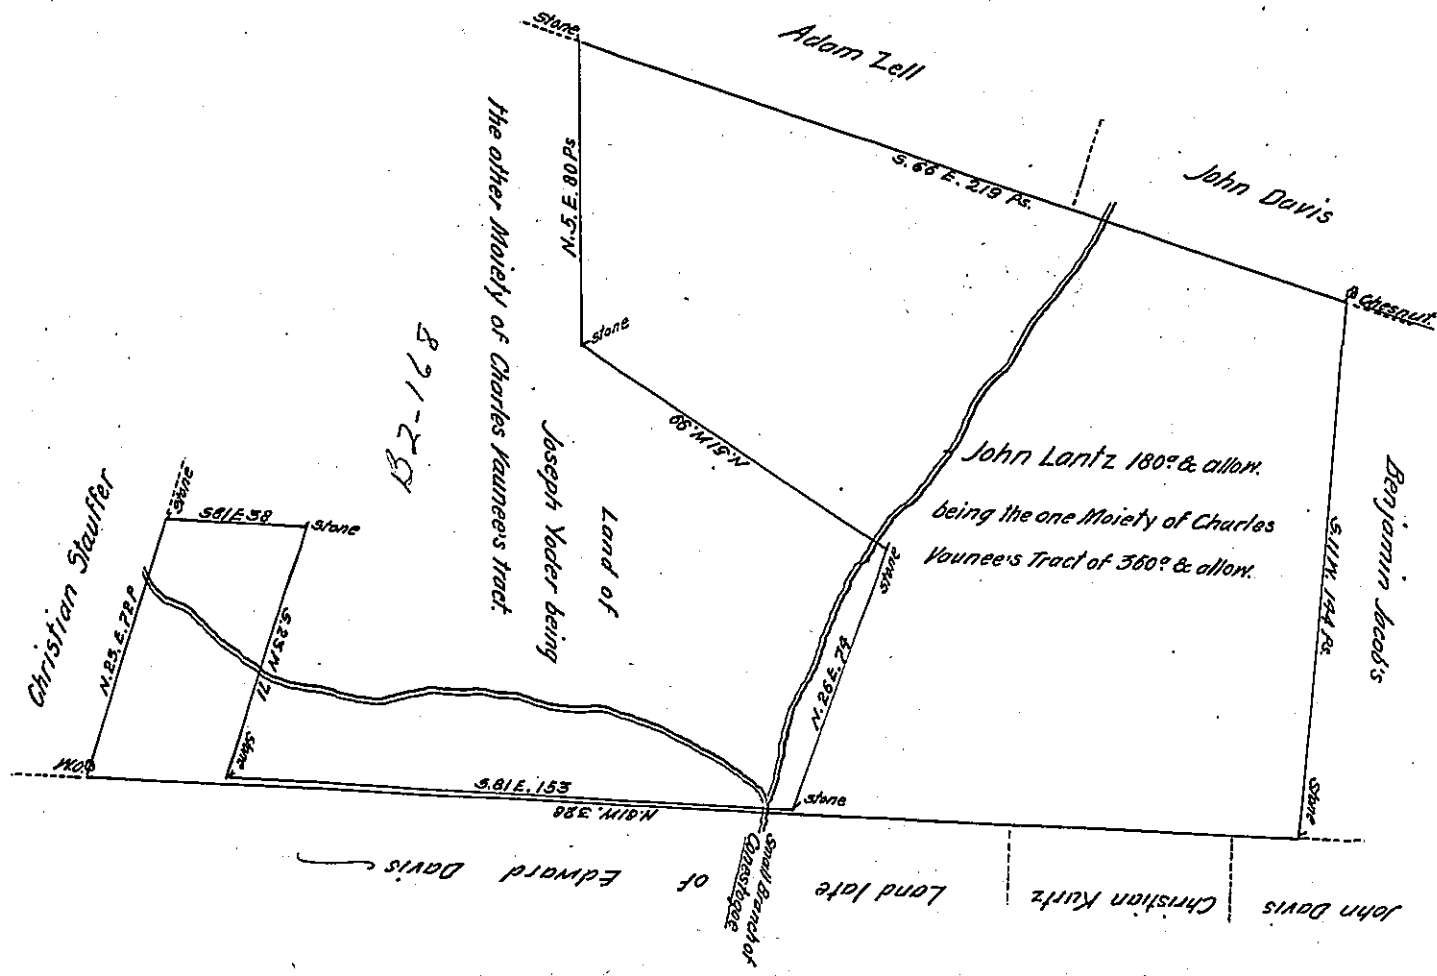 Stone
Adam Zell
John Davis
S. 66 E. 219 Ps.
N. 5. E. 80 Ps
the other Moiety of Charles Vaunee's tract.
Joseph Yoder being
Land of
B2-168
Stone
Chesnut.
N. 51 W. 99
John Lantz 180ª & allow.
being the one Moiety of Charles
Vaunee's Tract of 360ª & allow.
Benjamin Jacob's
S. 11 W. 144 Ps.
Christian Stauffer
Stone
S 81 E 38
Stone
N. 25. E. 72 P
S. 25 W 71
Stone
N. 26 E. 74
Stone
W.O.
Stone
S. 81 E. 153
N. 81 W. 328
Stone
Stone
Small Branch of
Conestogoe
Land late of Edward Davis
Christian Kurtz
John Davis